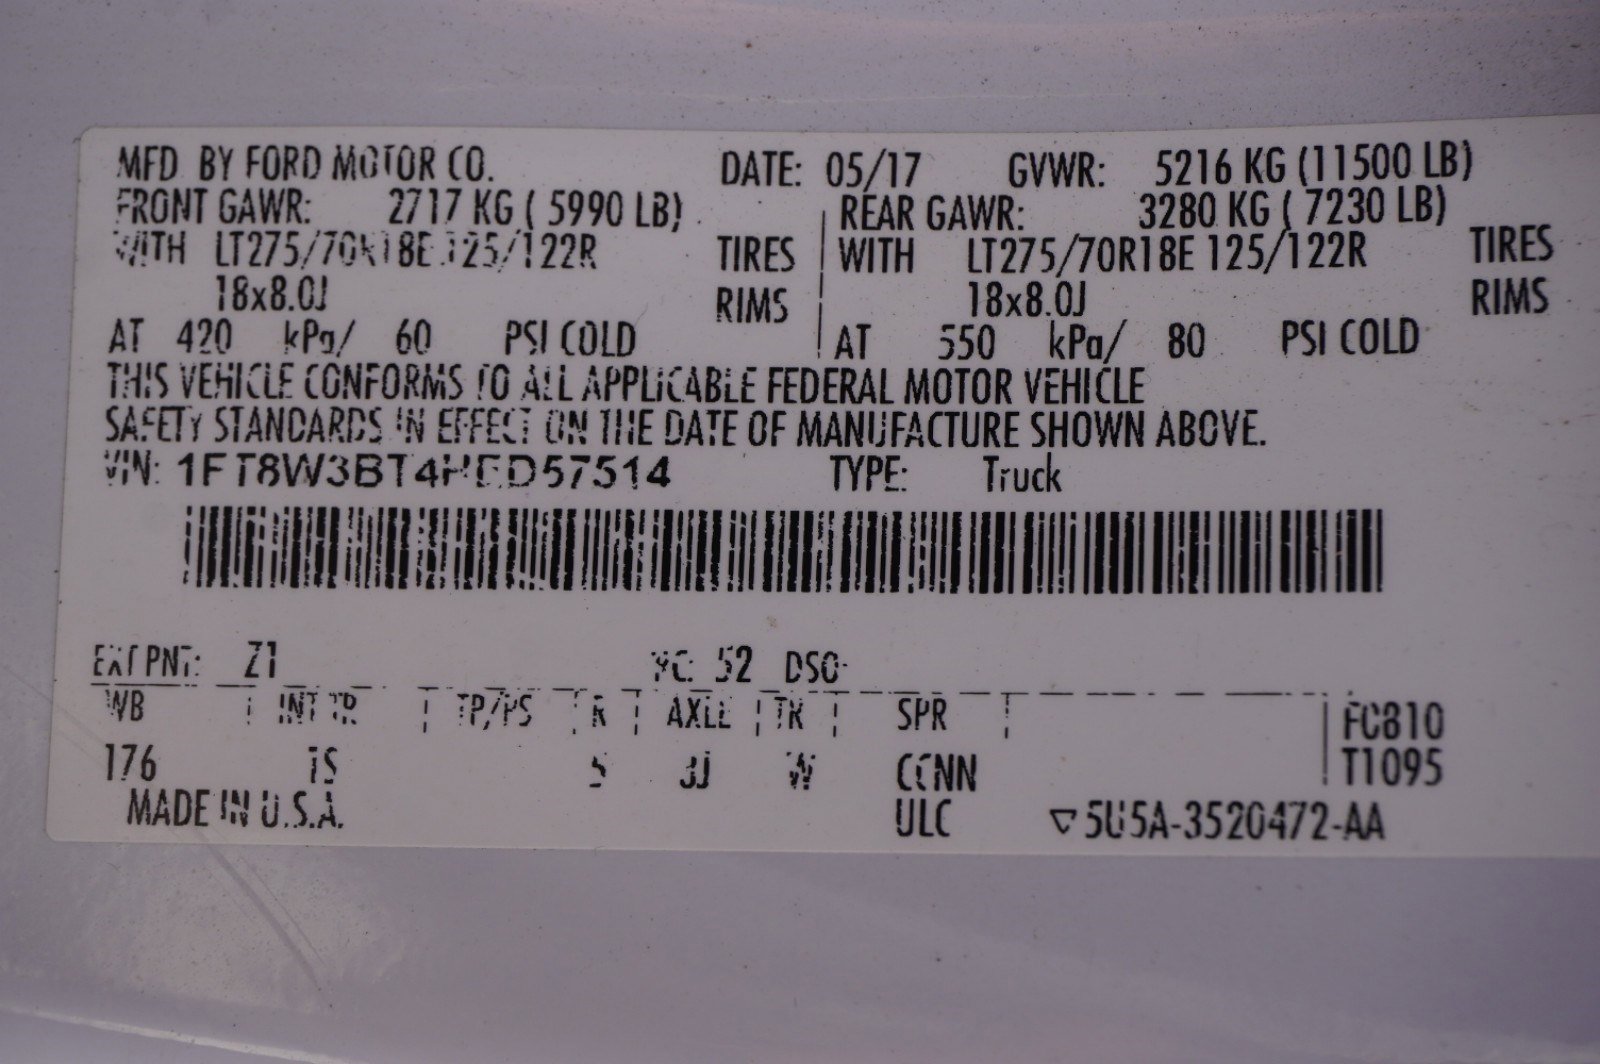 MFD. BY FORD MOTOR CO. DATE: 05/17 GVWR: 5216 KG (11500 LB)
FRONT GAWR: 2717 KG ( 5990 LB) REAR GAWR: 3280 KG ( 7230 LB)
WITH LT275/70R18E 125/122R TIRES WITH LT275/70R18E 125/122R TIRES
18x8.0J RIMS 18x8.0J RIMS
AT 420 kPa/ 60 PSI COLD AT 550 kPa/ 80 PSI COLD
THIS VEHICLE CONFORMS TO ALL APPLICABLE FEDERAL MOTOR VEHICLE
SAFETY STANDARDS IN EFFECT ON THE DATE OF MANUFACTURE SHOWN ABOVE.
VIN: 1FT8W3BT4HED57514 TYPE: Truck
EXT PNT: Z1 RC: 52 DSO:
WB INT TR TP/PS R AXLE TR SPR FC810
176 TS 5 W T1095
MADE IN U.S.A. ULC 5U5A-3520472-AA